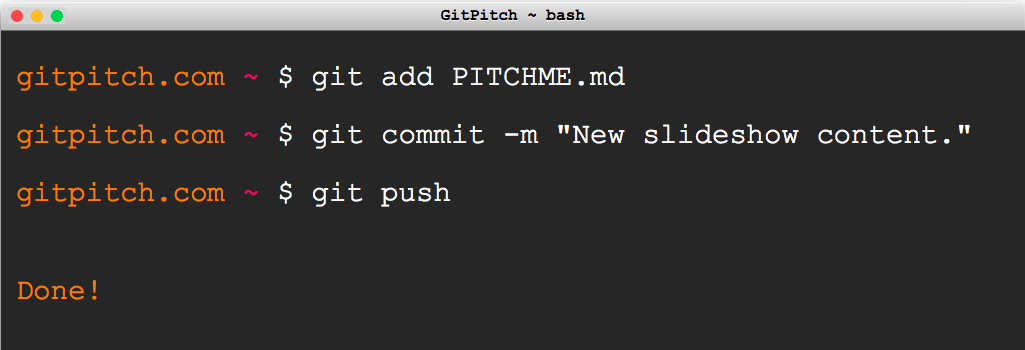 GitPitch ~ bash
gitpitch.com ~ $ git add PITCHME.md
gitpitch.com ~ $ git commit -m "New slideshow content."
gitpitch.com ~ $ git push
Done!